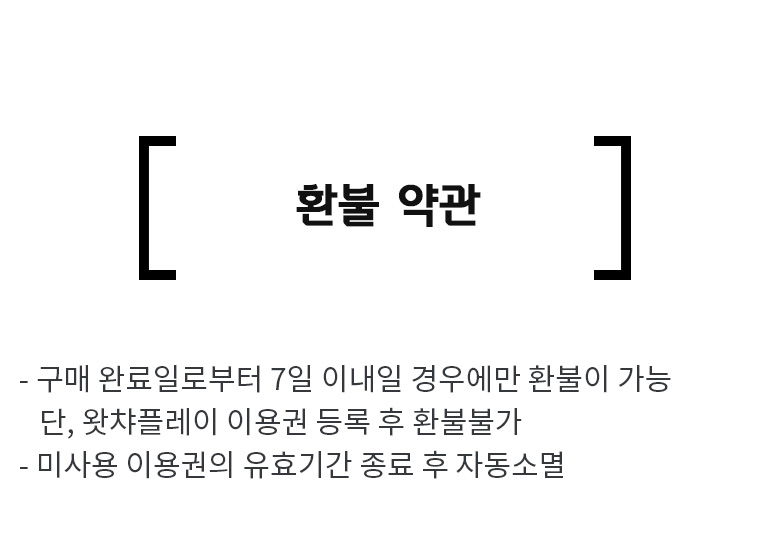 환불 약관
- 구매 완료일로부터 7일 이내일 경우에만 환불이 가능
단, 왓챠플레이 이용권 등록 후 환불불가
- 미사용 이용권의 유효기간 종료 후 자동소멸